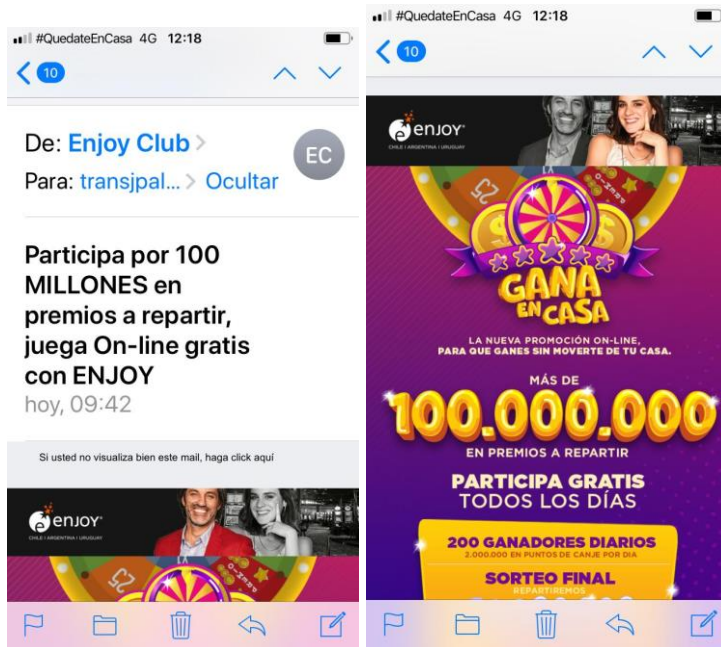 #QuedateEnCasa 4G 12:18
10
De: Enjoy Club
EC
Para: transjpal... Ocultar
Participa por 100
MILLONES en
premios a repartir,
juega On-line gratis
con ENJOY
hoy, 09:42
Si usted no visualiza bien este mail, haga click aquí
enjoy
CHILE | ARGENTINA | URUGUAY
25
#QuedateEnCasa 4G 12:18
10
enjoy
CHILE | ARGENTINA | URUGUAY
25
GANA
EN CASA
LA NUEVA PROMOCIÓN ON-LINE,
PARA QUE GANES SIN MOVERTE DE TU CASA.
MÁS DE
100.000.000
EN PREMIOS A REPARTIR
PARTICIPA GRATIS
TODOS LOS DÍAS
200 GANADORES DIARIOS
2.000.000 EN PUNTOS DE CANJE POR DIA
SORTEO FINAL
REPARTIREMOS